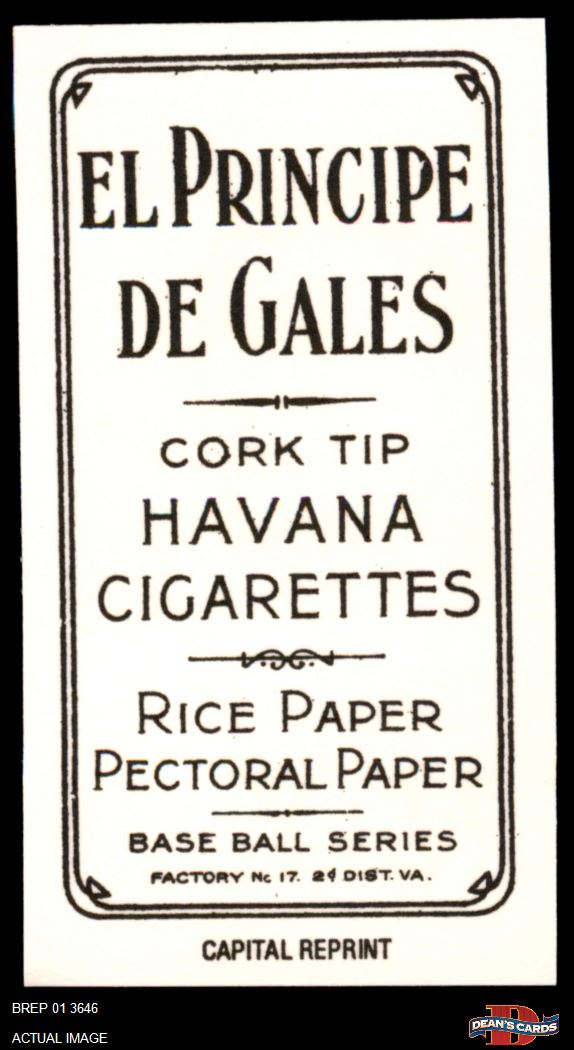 EL PRINCIPE
DE GALES
CORK TIP
HAVANA
CIGARETTES
RICE PAPER
PECTORAL PAPER
BASE BALL SERIES
FACTORY No 17. 2d DIST. VA.
CAPITAL REPRINT
BREP 01 3646
ACTUAL IMAGE
D
DEAN'S CARDS